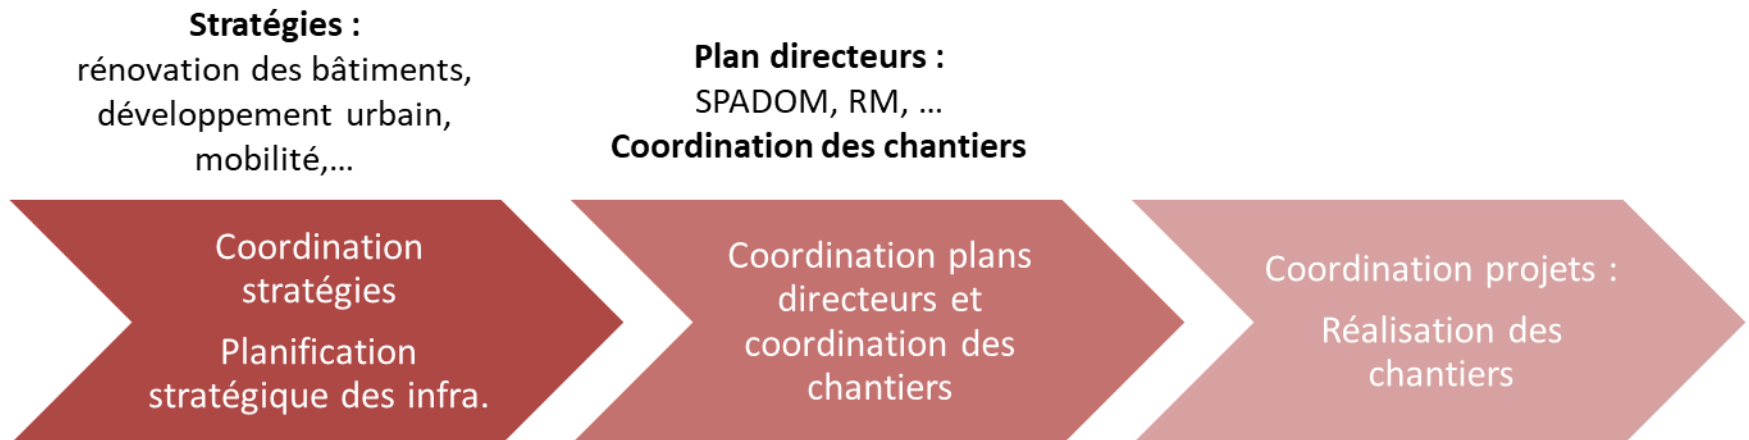 Stratégies :
rénovation des bâtiments,
développement urbain,
mobilité,...
Plan directeurs :
SPADOM, RM, ...
Coordination des chantiers
Coordination
stratégies
Planification
stratégique des infra.
Coordination plans
directeurs et
coordination des
chantiers
Coordination projets :
Réalisation des
chantiers